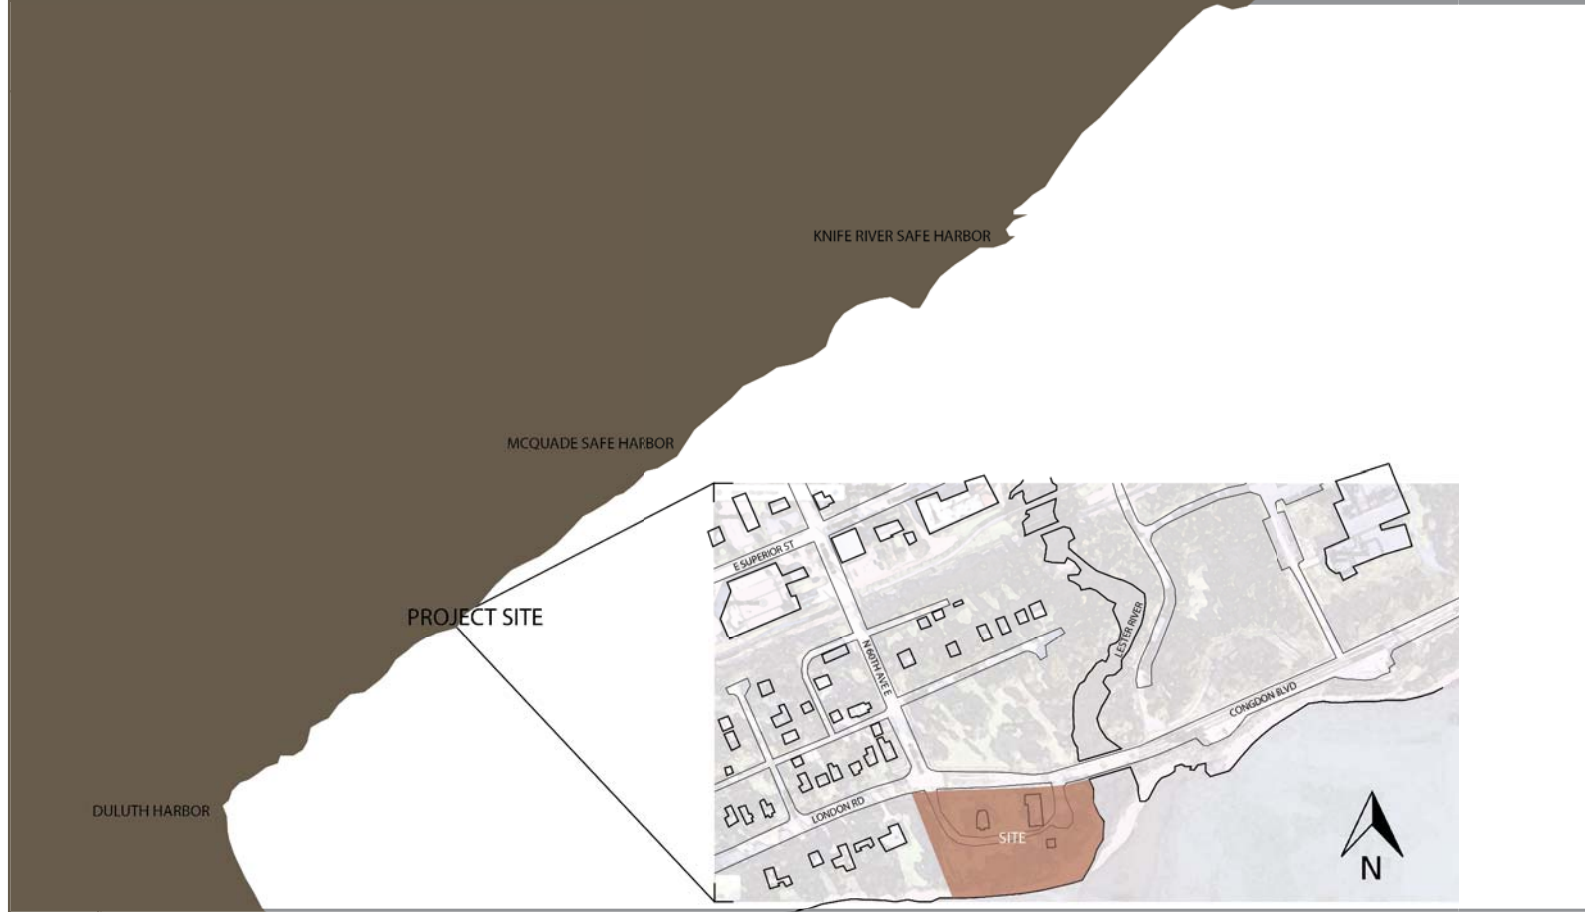 KNIFE RIVER SAFE HARBOR
MCQUADE SAFE HARBOR
PROJECT SITE
DULUTH HARBOR
E SUPERIOR ST
N 60TH AVE E
LESTER RIVER
CONGDON BLVD
LONDON RD
SITE
N